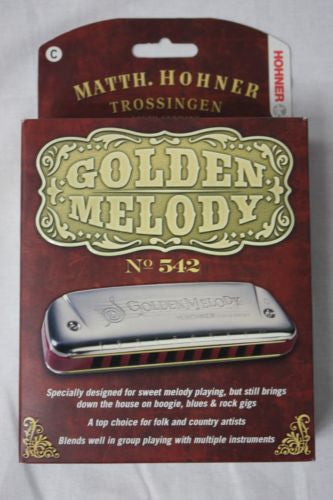 C
MATTH. HOHNER
TROSSINGEN
HOHNER
GOLDEN
MELODY
No 542
GOLDEN MELODY
M. HOHNER
Specially designed for sweet melody playing, but still brings
down the house on boogie, blues & rock gigs
A top choice for folk and country artists
Blends well in group playing with multiple instruments